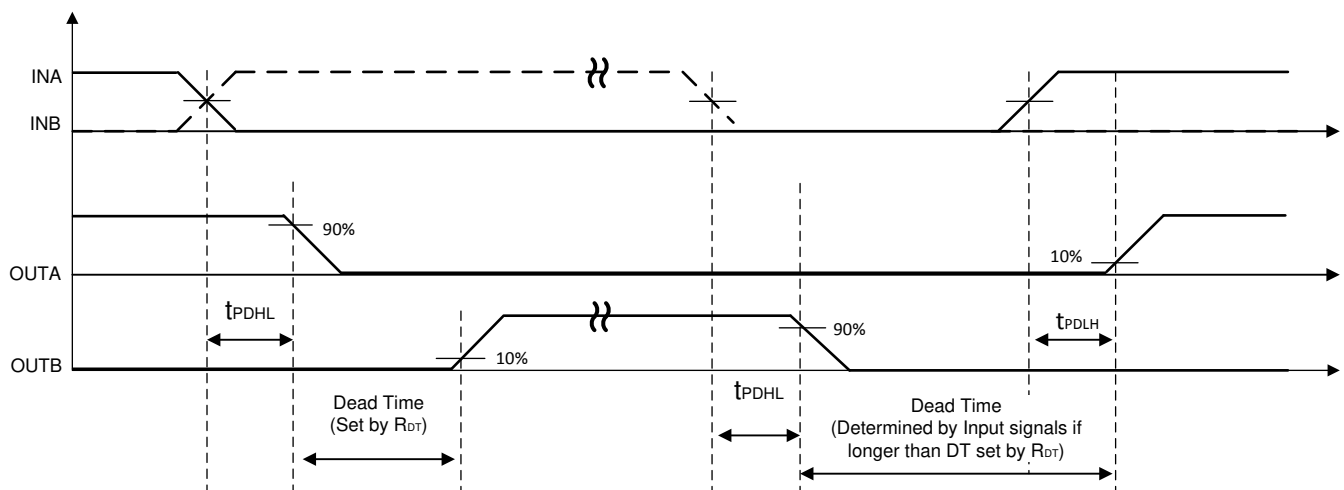 INA
INB
90%
10%
OUTA
tPDHL
tPDLH
90%
10%
OUTB
tPDHL
Dead Time
(Set by RDT)
Dead Time
(Determined by Input signals if
longer than DT set by RDT)